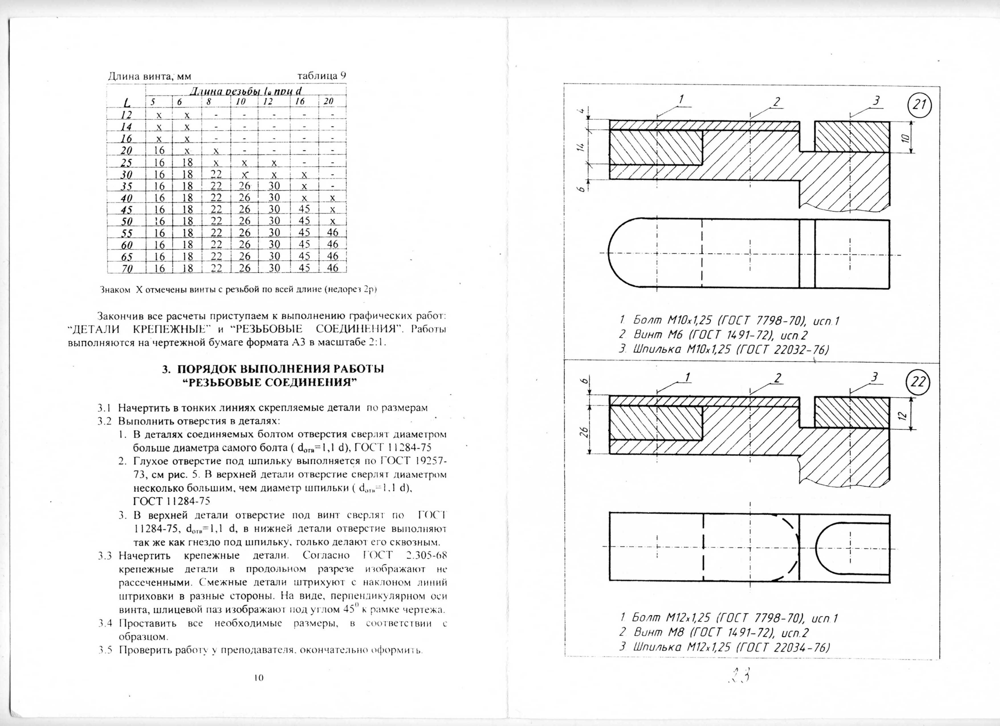 Длина винта, мм таблица 9
Длина резьбы l₀ при d
L 5 6 8 10 12 16 20
12 x x - - - - -
14 x x - - - - -
16 x x - - - - -
20 16 x x - - - -
25 16 18 x x x - -
30 16 18 22 x x x -
35 16 18 22 26 30 x -
40 16 18 22 26 30 x x
45 16 18 22 26 30 45 x
50 16 18 22 26 30 45 x
55 16 18 22 26 30 45 46
60 16 18 22 26 30 45 46
65 16 18 22 26 30 45 46
70 16 18 22 26 30 45 46
Знаком X отмечены винты с резьбой по всей длине (недорез 2р)
Закончив все расчеты приступаем к выполнению графических работ:
“ДЕТАЛИ КРЕПЕЖНЫЕ” и “РЕЗЬБОВЫЕ СОЕДИНЕНИЯ”. Работы
выполняются на чертежной бумаге формата А3 в масштабе 2:1.
3. ПОРЯДОК ВЫПОЛНЕНИЯ РАБОТЫ
“РЕЗЬБОВЫЕ СОЕДИНЕНИЯ”
3.1 Начертить в тонких линиях скрепляемые детали по размерам
3.2 Выполнить отверстия в деталях:
1. В деталях соединяемых болтом отверстия сверлят диаметром
больше диаметра самого болта ( dотв=1,1 d), ГОСТ 11284-75
2. Глухое отверстие под шпильку выполняется по ГОСТ 19257-
73, см рис. 5. В верхней детали отверстие сверлят диаметром
несколько большим, чем диаметр шпильки ( dотв=1,1 d),
ГОСТ 11284-75
3. В верхней детали отверстие под винт сверлят по ГОСТ
11284-75, dотв=1,1 d, в нижней детали отверстие выполняют
так же как гнездо под шпильку, только делают его сквозным.
3.3 Начертить крепежные детали. Согласно ГОСТ 2.305-68
крепежные детали в продольном разрезе изображают не
рассеченными. Смежные детали штрихуют с наклоном линий
штриховки в разные стороны. На виде, перпендикулярном оси
винта, шлицевой паз изображают под углом 45⁰ к рамке чертежа.
3.4 Проставить все необходимые размеры, в соответствии с
образцом.
3.5 Проверить работу у преподавателя, окончательно оформить.
10
1 2 3 21
4
14
6
10
1 Болт М10х1,25 (ГОСТ 7798-70), исп.1
2 Винт М6 (ГОСТ 1491-72), исп.2
3. Шпилька М10х1,25 (ГОСТ 22032-76)
1 2 3 22
6
26
12
1 Болт М12х1,25 (ГОСТ 7798-70), исп.1
2 Винт М8 (ГОСТ 1491-72), исп.2
3 Шпилька М12х1,25 (ГОСТ 22034-76)
23